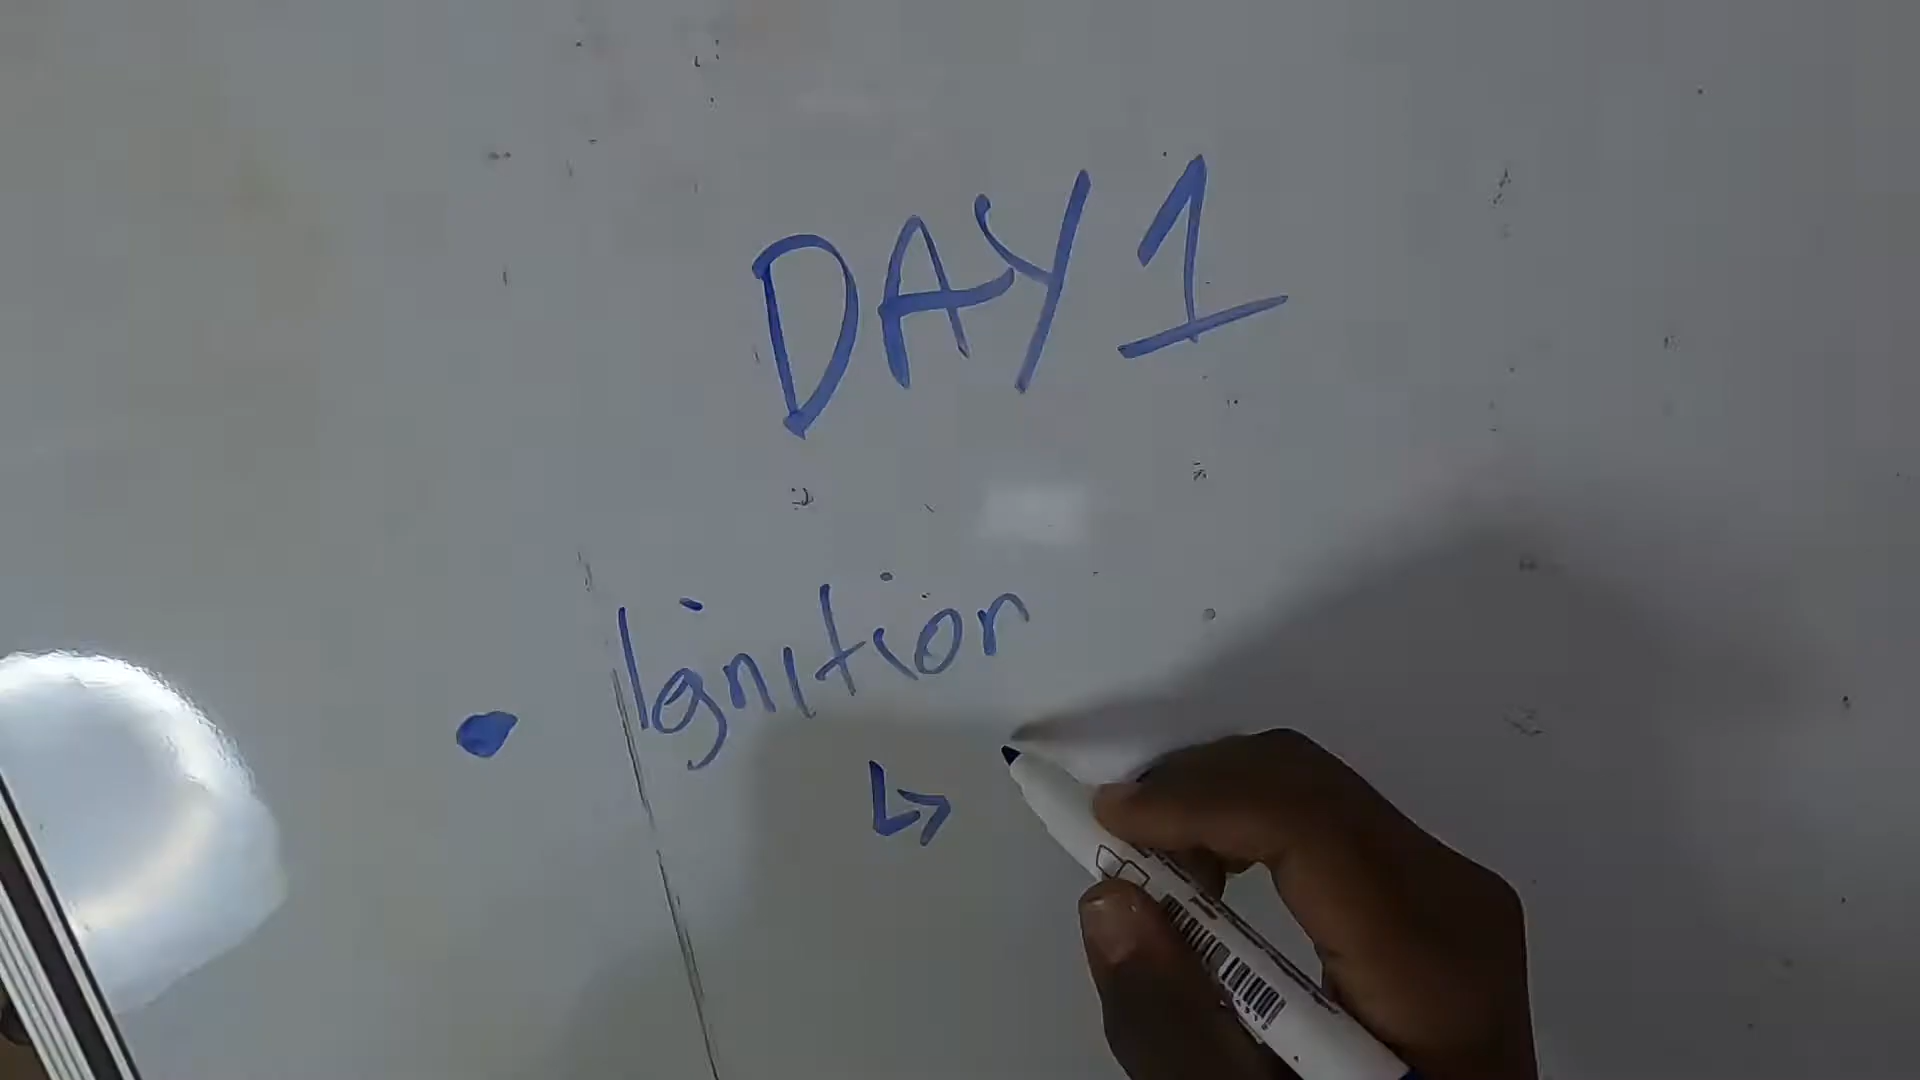 DAY 1
• Ignition
↳